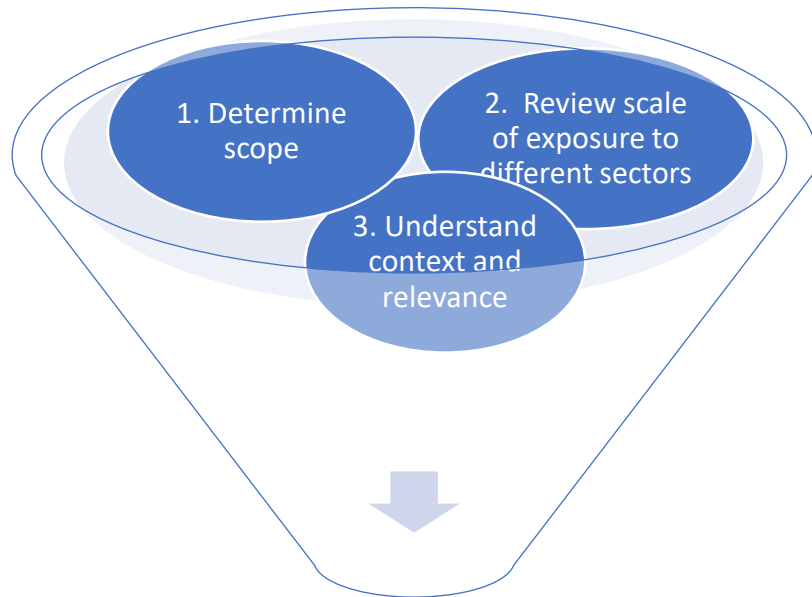 1. Determine
scope
2.  Review scale
of exposure to
different sectors
3. Understand
context and
relevance